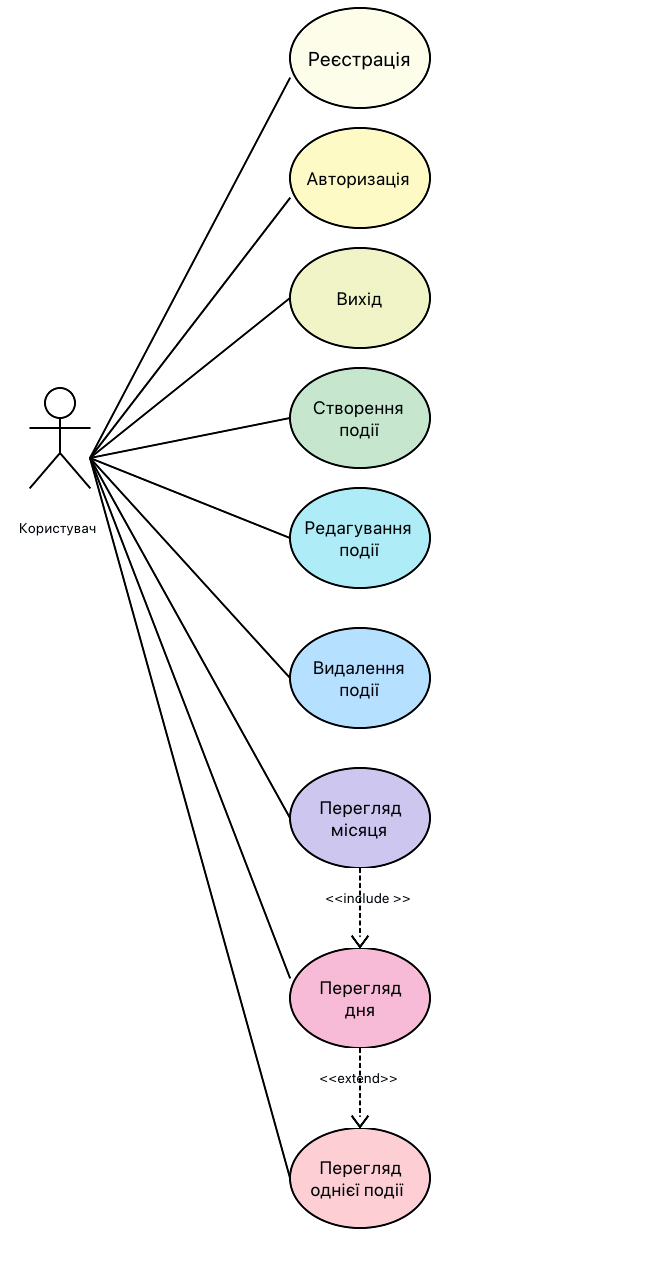 Реєстрація
Авторизація
Вихід
Створення
події
Користувач
Редагування
події
Видалення
події
Перегляд
місяця
<<include >>
Перегляд
дня
<<extend>>
Перегляд
однієї події